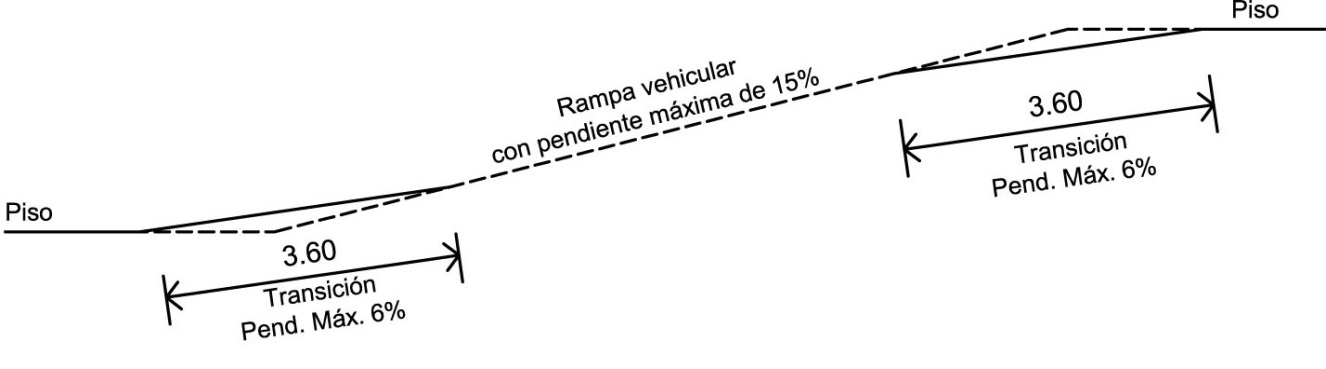 Piso
Rampa vehicular
con pendiente máxima de 15%
3.60
Transición
Pend. Máx. 6%
Piso
3.60
Transición
Pend. Máx. 6%